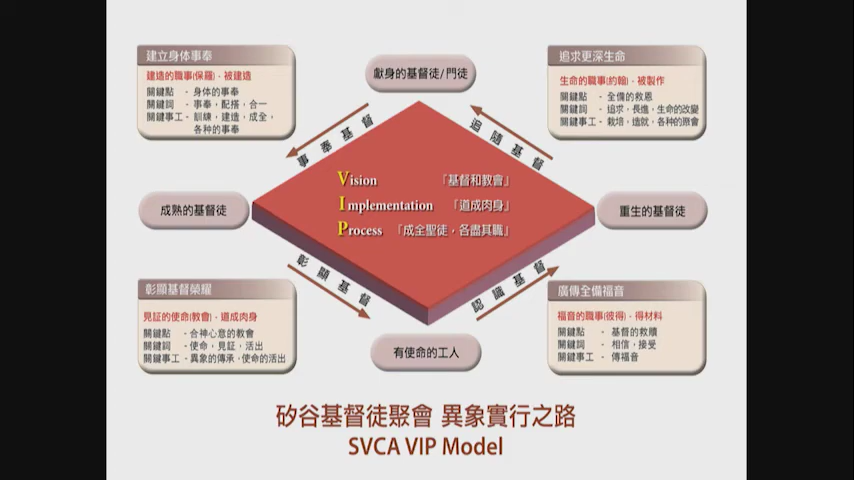 建立身体事奉
建造的職事(保羅)，被建造
關鍵點 - 身体的事奉
關鍵詞 - 事奉，配搭，合一
關鍵事工 - 訓練，建造，成全，
各种的事奉
獻身的基督徒/門徒
追求更深生命
生命的職事(約翰)，被製作
關鍵點 - 全備的救恩
關鍵詞 - 追求，長進，生命的改變
關鍵事工 - 栽培，造就，各种的聚會
事奉基督
追隨基督
Vision 「基督和教會」
Implementation 「道成肉身」
Process 「成全聖徒，各盡其職」
成熟的基督徒
重生的基督徒
彰顯基督
認識基督
彰顯基督榮耀
見証的使命(教會)，道成肉身
關鍵點 - 合神心意的教會
關鍵詞 - 使命，見証，活出
關鍵事工 - 異象的傳承，使命的活出
有使命的工人
廣傳全備福音
福音的職事(彼得)，得材料
關鍵點 - 基督的救贖
關鍵詞 - 相信，接受
關鍵事工 - 傳福音
矽谷基督徒聚會 異象實行之路
SVCA VIP Model